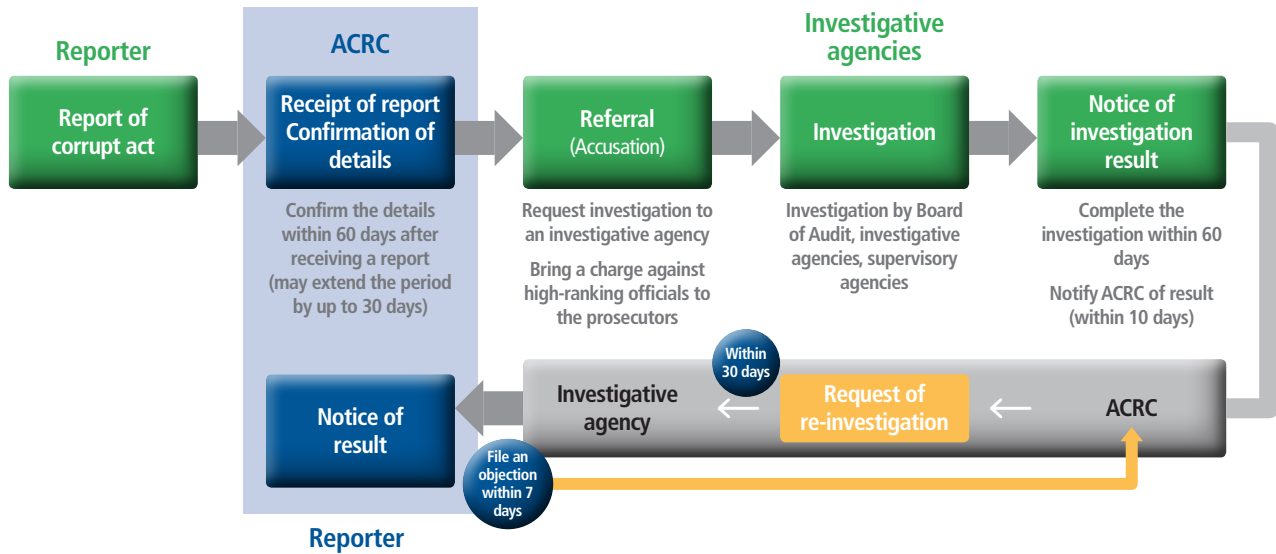 Reporter
Report of
corrupt act
ACRC
Receipt of report
Confirmation of
details
Confirm the details
within 60 days after
receiving a report
(may extend the period
by up to 30 days)
Referral
(Accusation)
Request investigation to
an investigative agency
Bring a charge against
high-ranking officials to
the prosecutors
Investigative
agencies
Investigation
Investigation by Board
of Audit, investigative
agencies, supervisory
agencies
Notice of
investigation
result
Complete the
investigation within 60
days
Notify ACRC of result
(within 10 days)
ACRC
Request of
re-investigation
Within
30 days
Investigative
agency
Notice of
result
File an
objection
within 7
days
Reporter